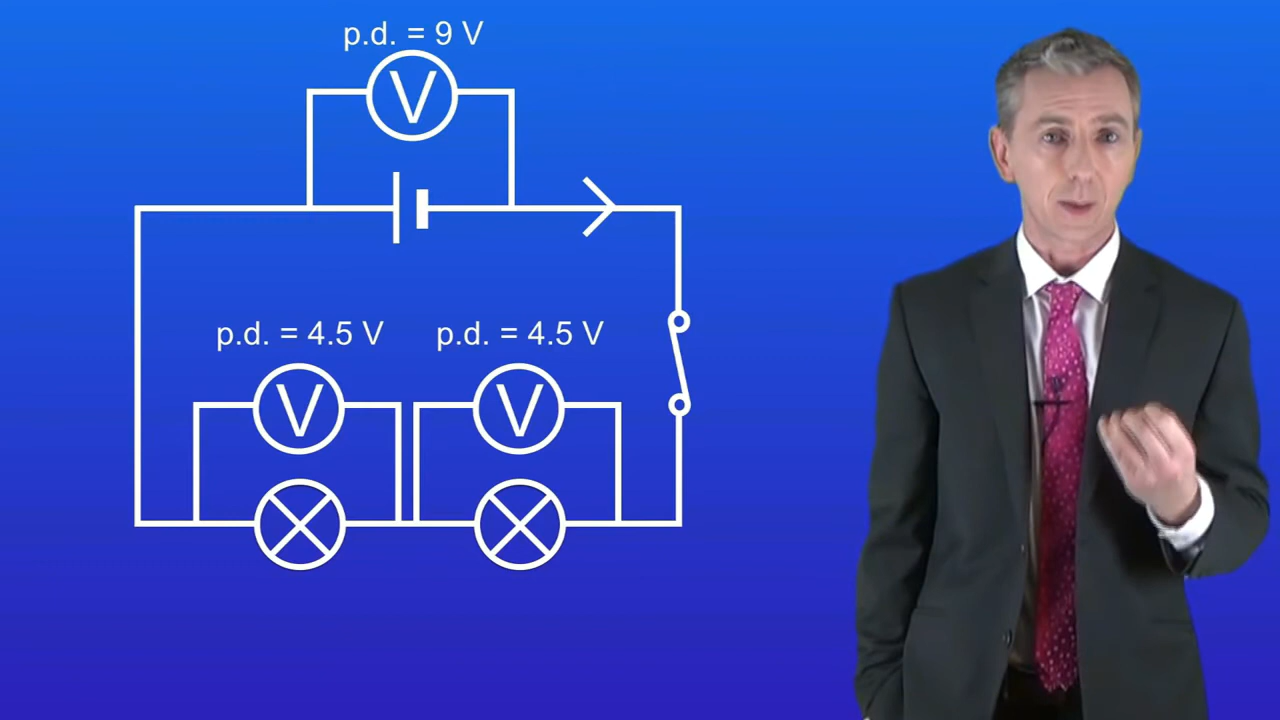 p.d. = 9 V
V
p.d. = 4.5 V p.d. = 4.5 V
V V